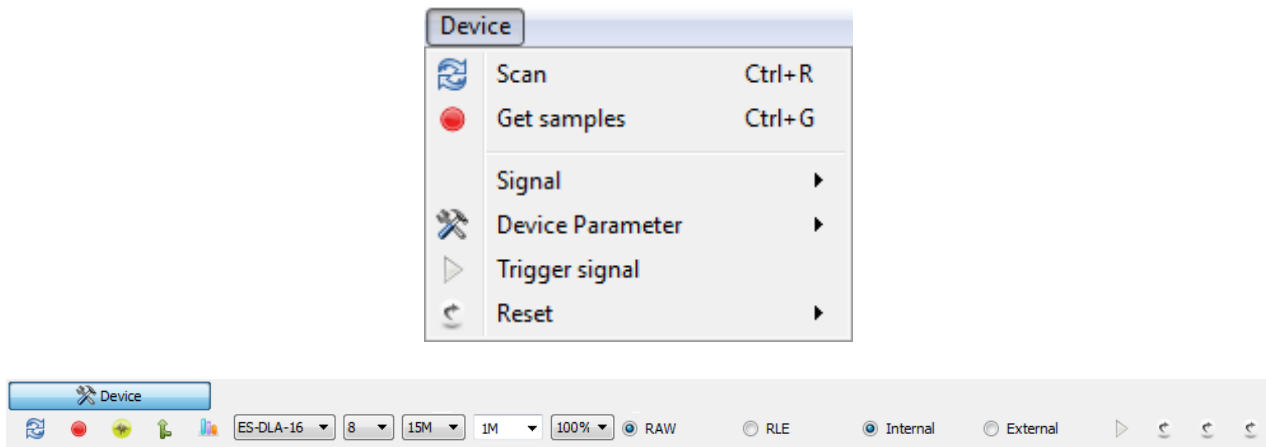 Device
Scan Ctrl+R
Get samples Ctrl+G
Signal
Device Parameter
Trigger signal
Reset
Device
ES-DLA-16 8 15M 1M 100% RAW RLE Internal External